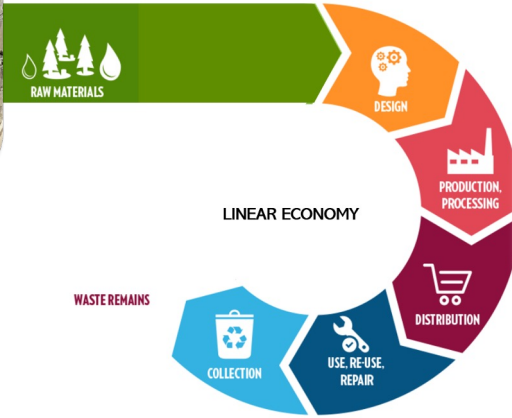 RAW MATERIALS
DESIGN
PRODUCTION,
PROCESSING
LINEAR ECONOMY
DISTRIBUTION
WASTE REMAINS
USE, RE-USE,
REPAIR
COLLECTION